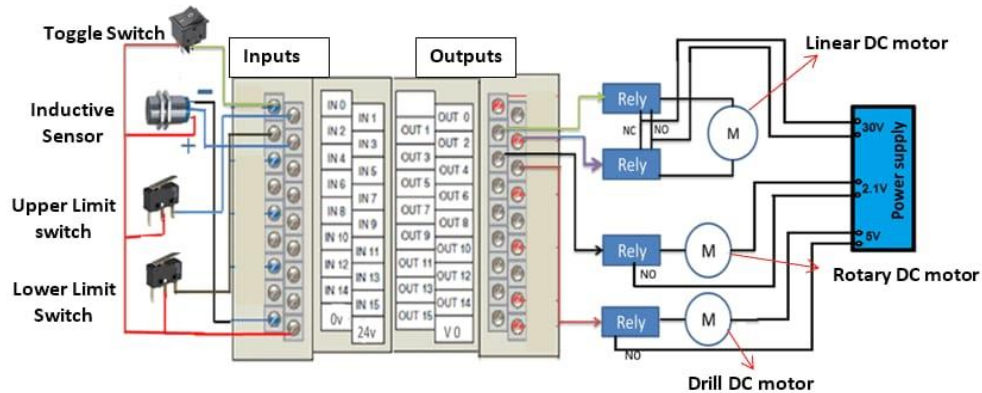 Toggle Switch
Inputs
Outputs
Linear DC motor
Inductive
Sensor
−
+
Upper Limit
switch
Lower Limit
Switch
IN 0
IN 1
IN 2
IN 3
IN 4
IN 5
IN 6
IN 7
IN 8
IN 9
IN 10
IN 11
IN 12
IN 13
IN 14
IN 15
0v
24v
OUT 0
OUT 1
OUT 2
OUT 3
OUT 4
OUT 5
OUT 6
OUT 7
OUT 8
OUT 9
OUT 10
OUT 11
OUT 12
OUT 13
OUT 14
OUT 15
V 0
Rely
NC
NO
Rely
M
Rely
NO
M
Rely
NO
M
30V
2.1V
5V
Power supply
Rotary DC motor
Drill DC motor